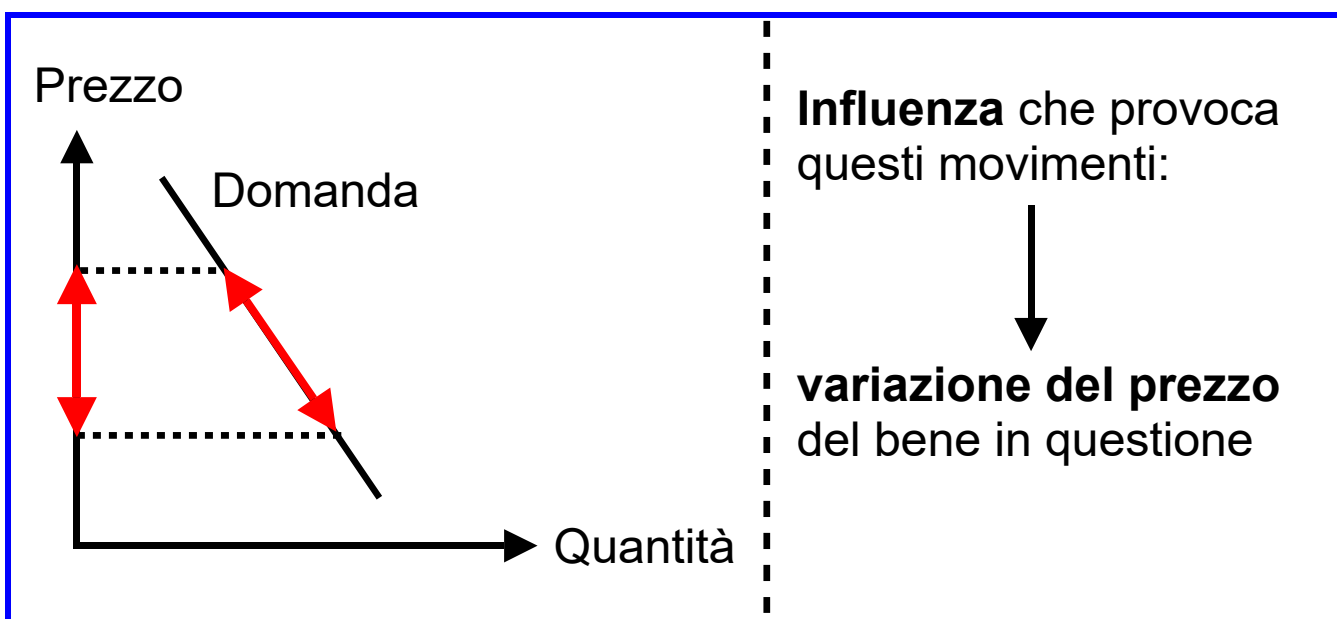 Prezzo
Domanda
Quantità
Influenza che provoca
questi movimenti:
variazione del prezzo
del bene in questione